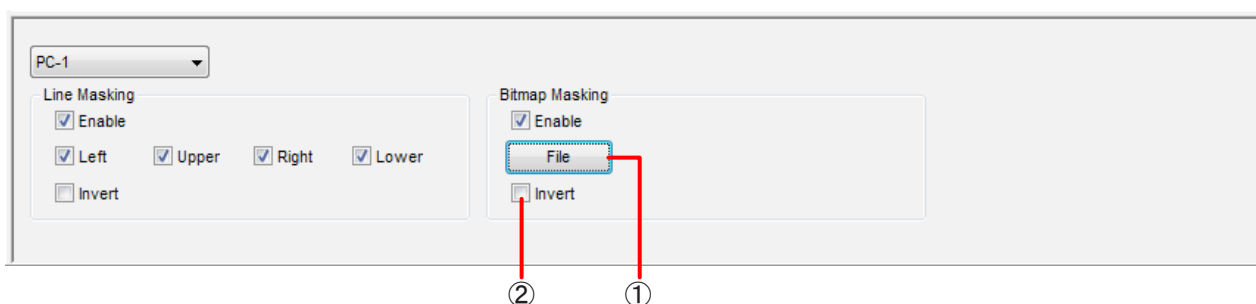 PC-1
Line Masking
Enable
Left Upper Right Lower
Invert
Bitmap Masking
Enable
File
Invert
② ①